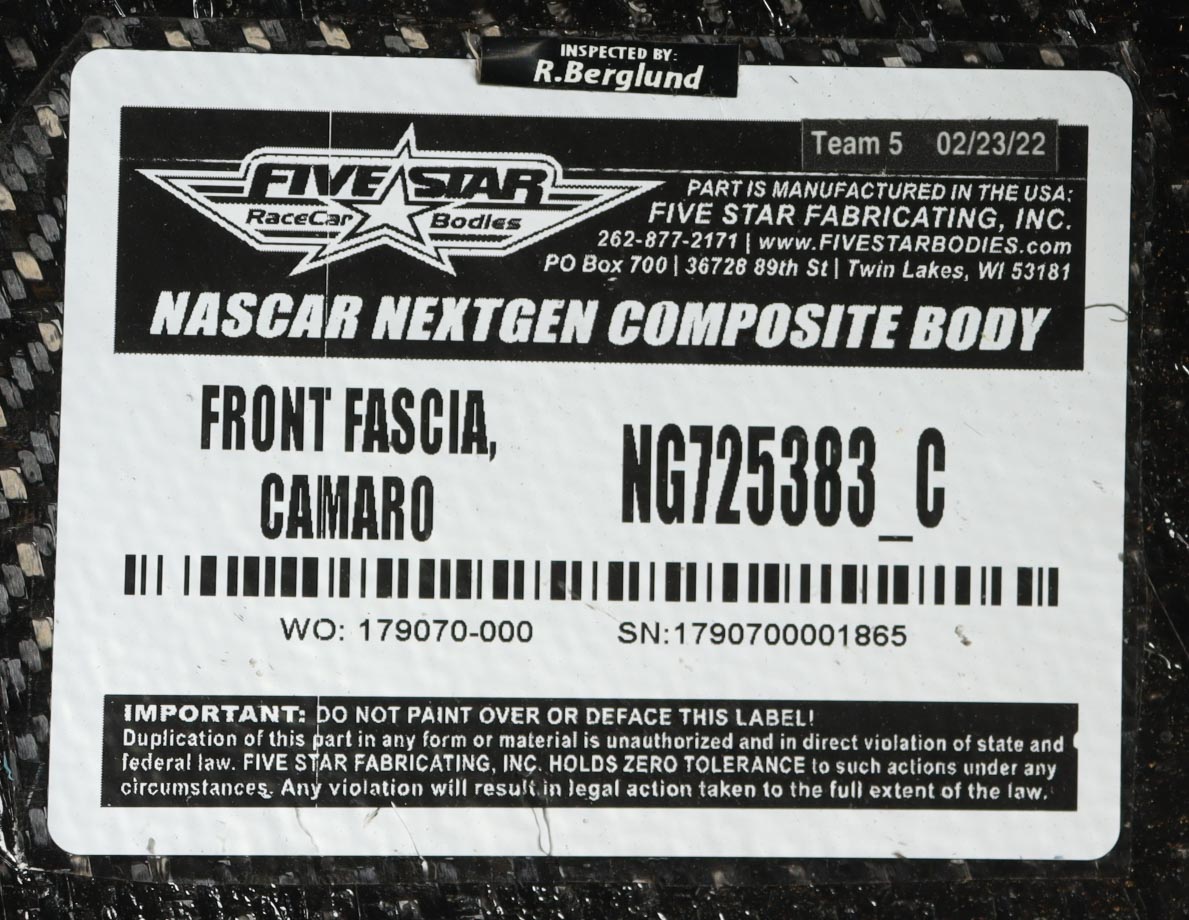 INSPECTED BY:
R.Berglund
Team 5 02/23/22
FIVE STAR
RaceCar Bodies
PART IS MANUFACTURED IN THE USA:
FIVE STAR FABRICATING, INC.
262-877-2171 | www.FIVESTARBODIES.com
PO Box 700 | 36728 89th St | Twin Lakes, WI 53181
NASCAR NEXTGEN COMPOSITE BODY
FRONT FASCIA,
CAMARO
NG725383_C
WO: 179070-000 SN:1790700001865
IMPORTANT: DO NOT PAINT OVER OR DEFACE THIS LABEL!
Duplication of this part in any form or material is unauthorized and in direct violation of state and
federal law. FIVE STAR FABRICATING, INC. HOLDS ZERO TOLERANCE to such actions under any
circumstances. Any violation will result in legal action taken to the full extent of the law.